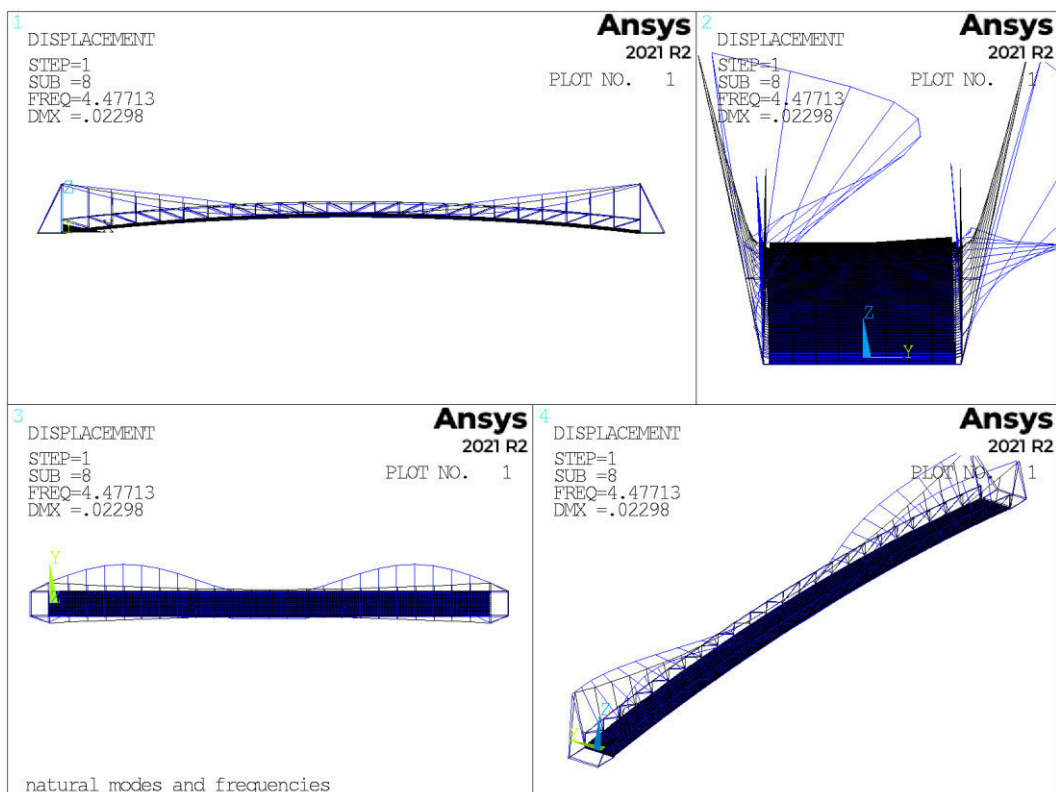 1
Ansys
2021 R2
DISPLACEMENT
STEP=1
SUB =8
FREQ=4.47713
DMX =.02298
PLOT NO. 1
Z
Y X
2
Ansys
2021 R2
DISPLACEMENT
STEP=1
SUB =8
FREQ=4.47713
DMX =.02298
PLOT NO. 1
Z
Y
3
Ansys
2021 R2
DISPLACEMENT
STEP=1
SUB =8
FREQ=4.47713
DMX =.02298
PLOT NO. 1
Y
4
Ansys
2021 R2
DISPLACEMENT
STEP=1
SUB =8
FREQ=4.47713
DMX =.02298
PLOT NO. 1
Z
Y
natural modes and frequencies